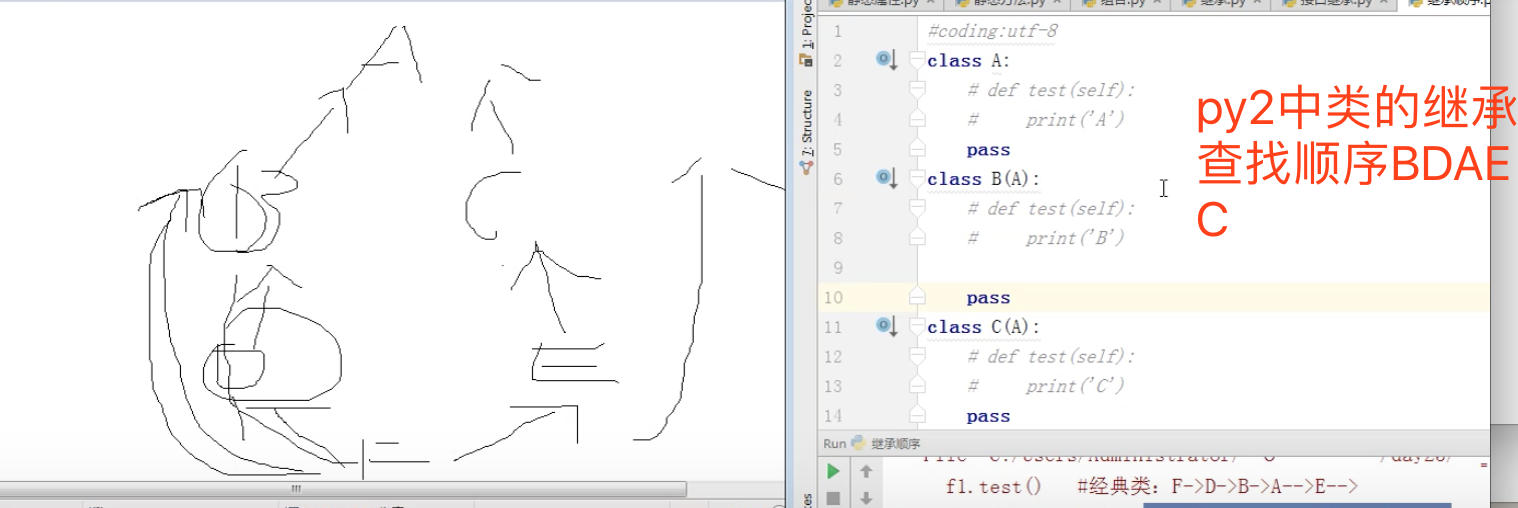 A
C
B
D
E
F
1: Projec
7: Structure
1 #coding:utf-8
2 class A:
3 # def test(self):
4 #     print('A')
5 pass
6 class B(A):
7 # def test(self):
8 #     print('B')
9
10 pass
11 class C(A):
12 # def test(self):
13 #     print('C')
14 pass
py2中类的继承
查找顺序BDAE
C
Run 继承顺序
f1.test()   #经典类：F->D->B->A-->E-->